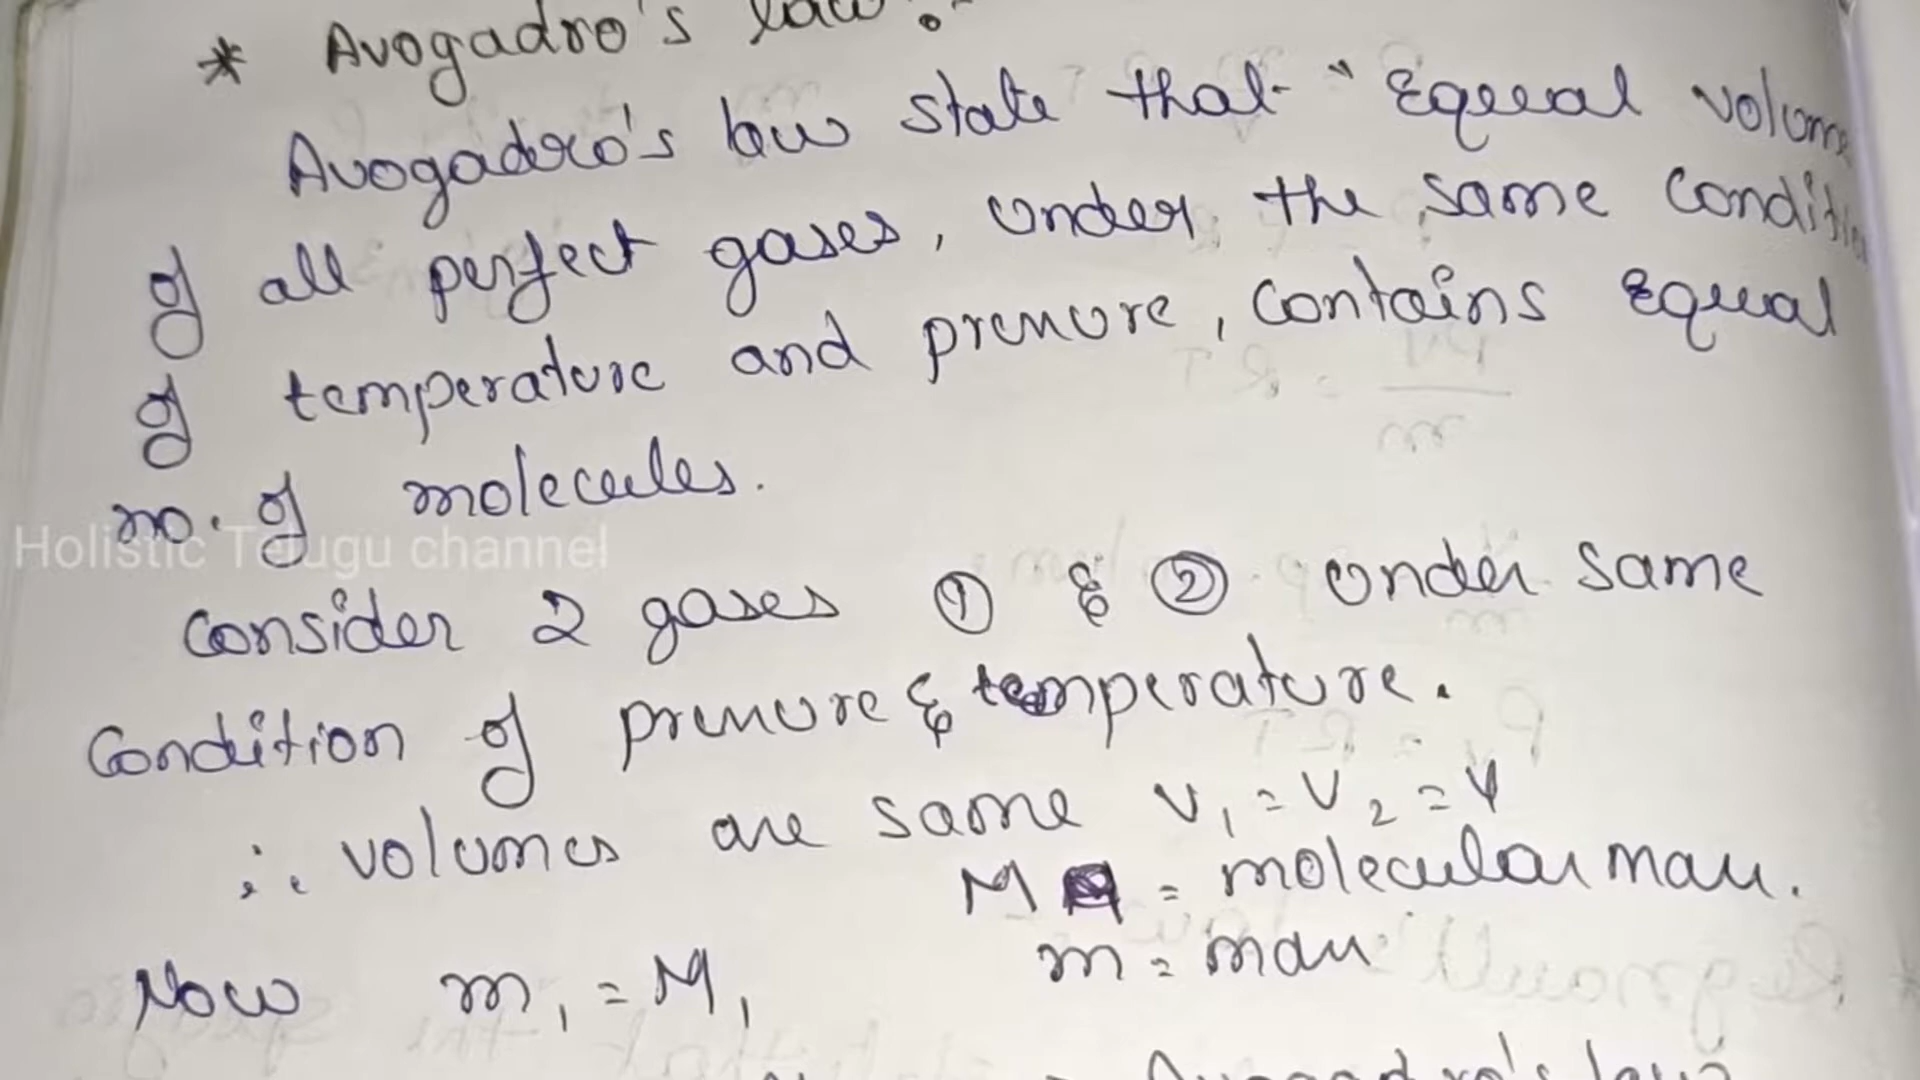 * Avogadro's law :-
Avogadro's law state that "Equal volume
of all perfect gases, under the same condition
of temperature and pressure, contains Equal
no. of molecules.
Holistic Telugu channel
Consider 2 gases ① & ② under same
Condition of pressure & temperature.
∴ volumes are same V₁ = V₂ = V
M = molecular mass.
m = mass
Now m₁ = M₁
Avogadro's law